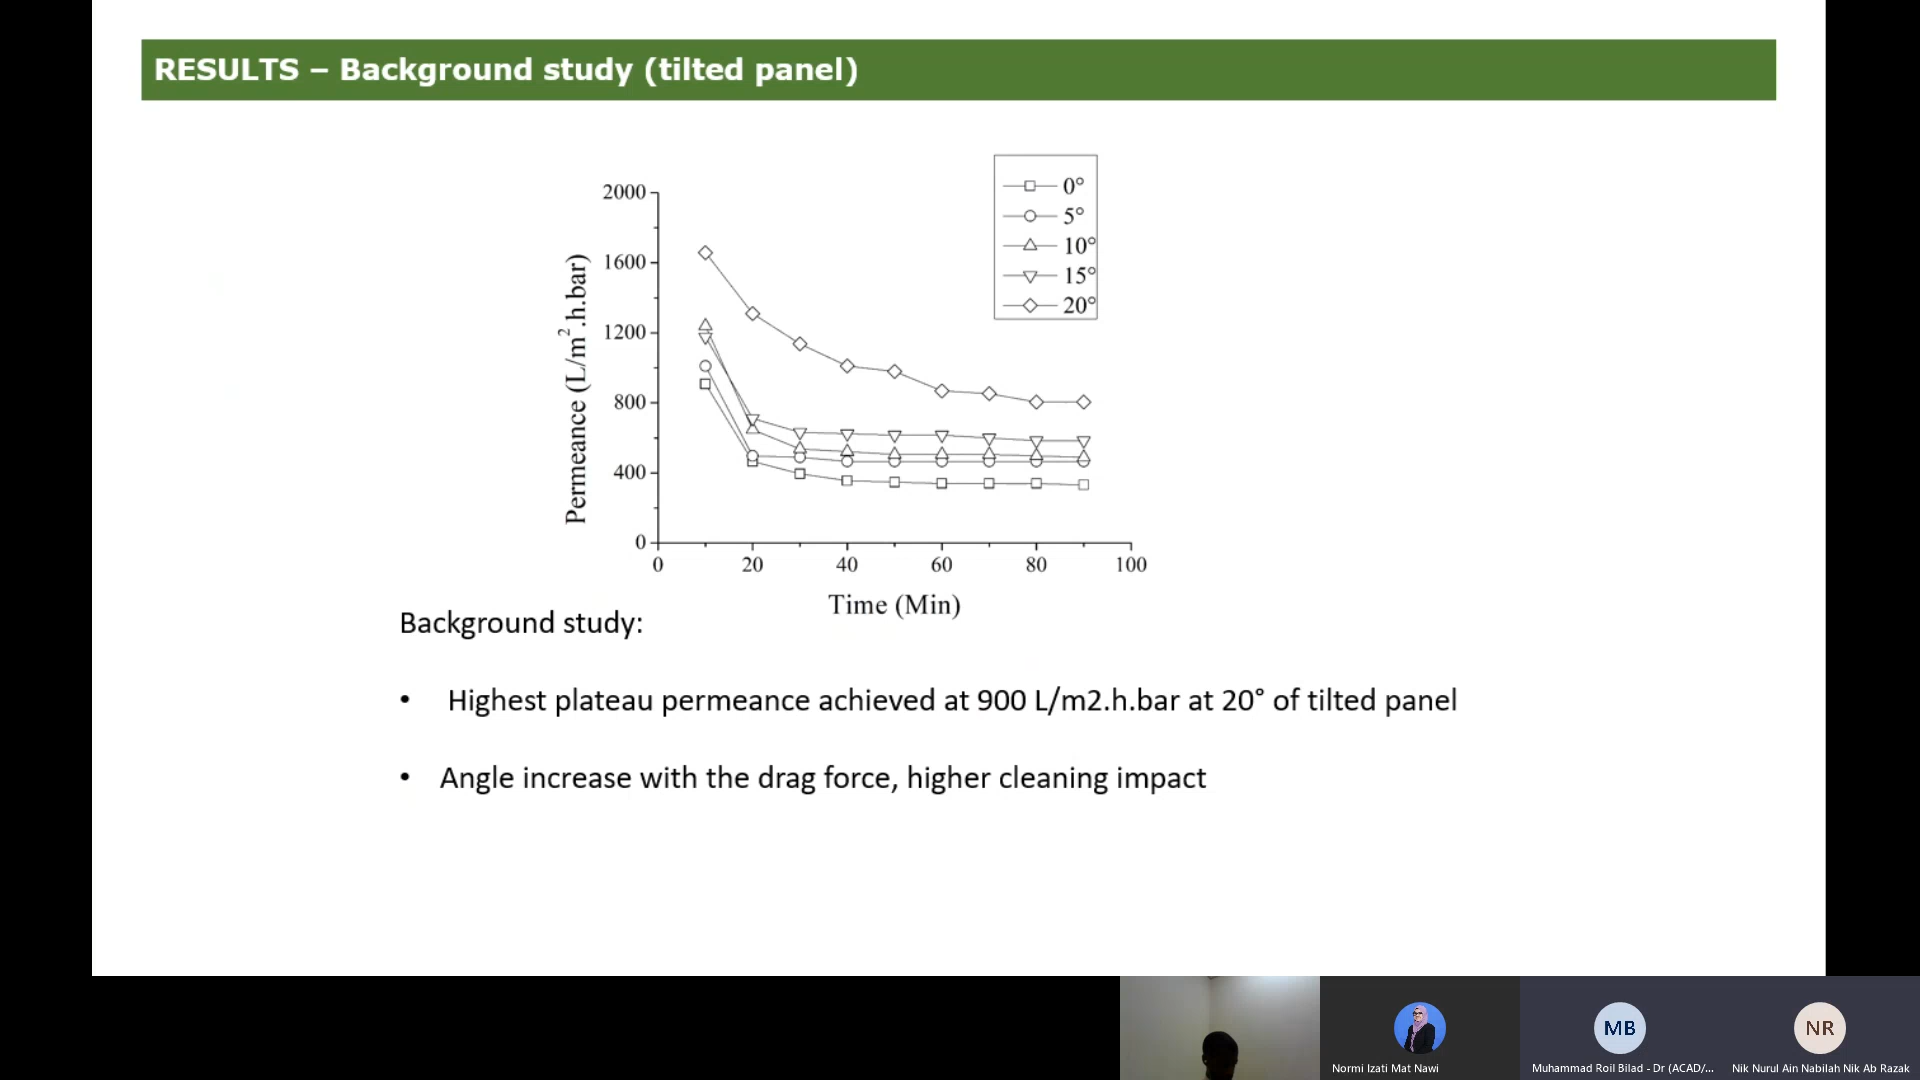 RESULTS – Background study (tilted panel)
0°
5°
10°
15°
20°
2000
1600
1200
800
400
0
Permeance (L/m².h.bar)
0 20 40 60 80 100
Time (Min)
Background study:
• Highest plateau permeance achieved at 900 L/m2.h.bar at 20° of tilted panel
• Angle increase with the drag force, higher cleaning impact
MB
NR
Normi Izati Mat Nawi
Muhammad Roil Bilad - Dr (ACAD/...
Nik Nurul Ain Nabilah Nik Ab Razak